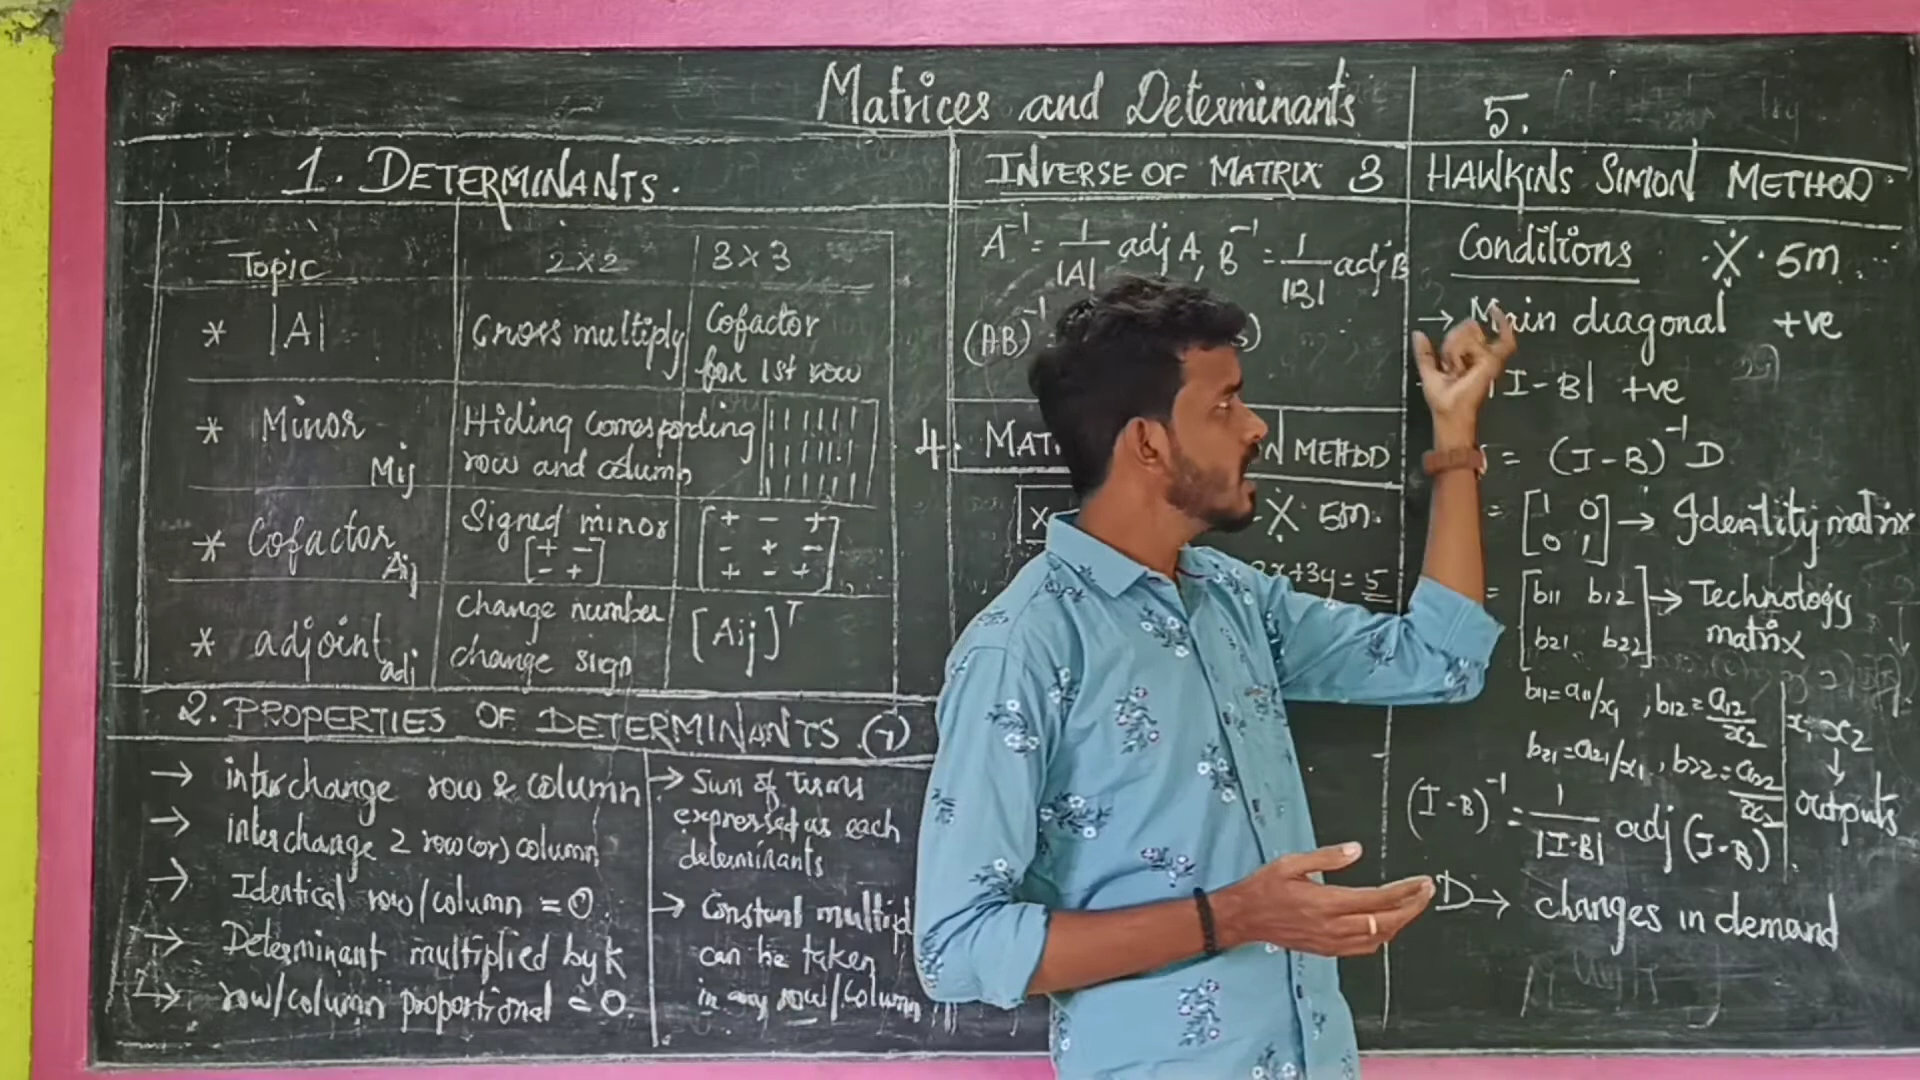 Matrices and Determinants
1. DETERMINANTS.
Topic
2x2
3x3
* |A|
Cross multiply
Cofactor
for 1st row
* Minor
Mij
Hiding corresponding
row and column
* Cofactor
Aij
Signed minor
[+ -
- +]
[+ - +
- + -
+ - +]
* adjoint
adj
change number
change sign
[Aij]ᵀ
2. PROPERTIES OF DETERMINANTS (7)
→ interchange row & column
→ interchange 2 row (or) column
→ Identical row/column = 0.
→ Determinant multiplied by k
→ row/column proportional = 0.
→ Sum of terms
expressed as each
determinants
→ Constant
can be taken
in any row/column
INVERSE OF MATRIX 3
A⁻¹ = 1/|A| adj A, B⁻¹ = 1/|B| adj B
(AB)⁻¹
4.
METHOD
5m.
x+3y=5
5.
HAWKINS SIMON METHOD
Conditions
X . 5m
→ Main diagonal +ve
I-B| +ve
= (I-B)⁻¹ D
= [1 0
0 1] → Identity matrix
= [b11 b12
b21 b22] → Technology
matrix
b11=a11/x1 , b12=a12/x2
b21=a21/x1 , b22=a22/x2
x1 x2
↓
outputs
(I-B)⁻¹ = 1/|I-B| adj (I-B)
D → changes in demand